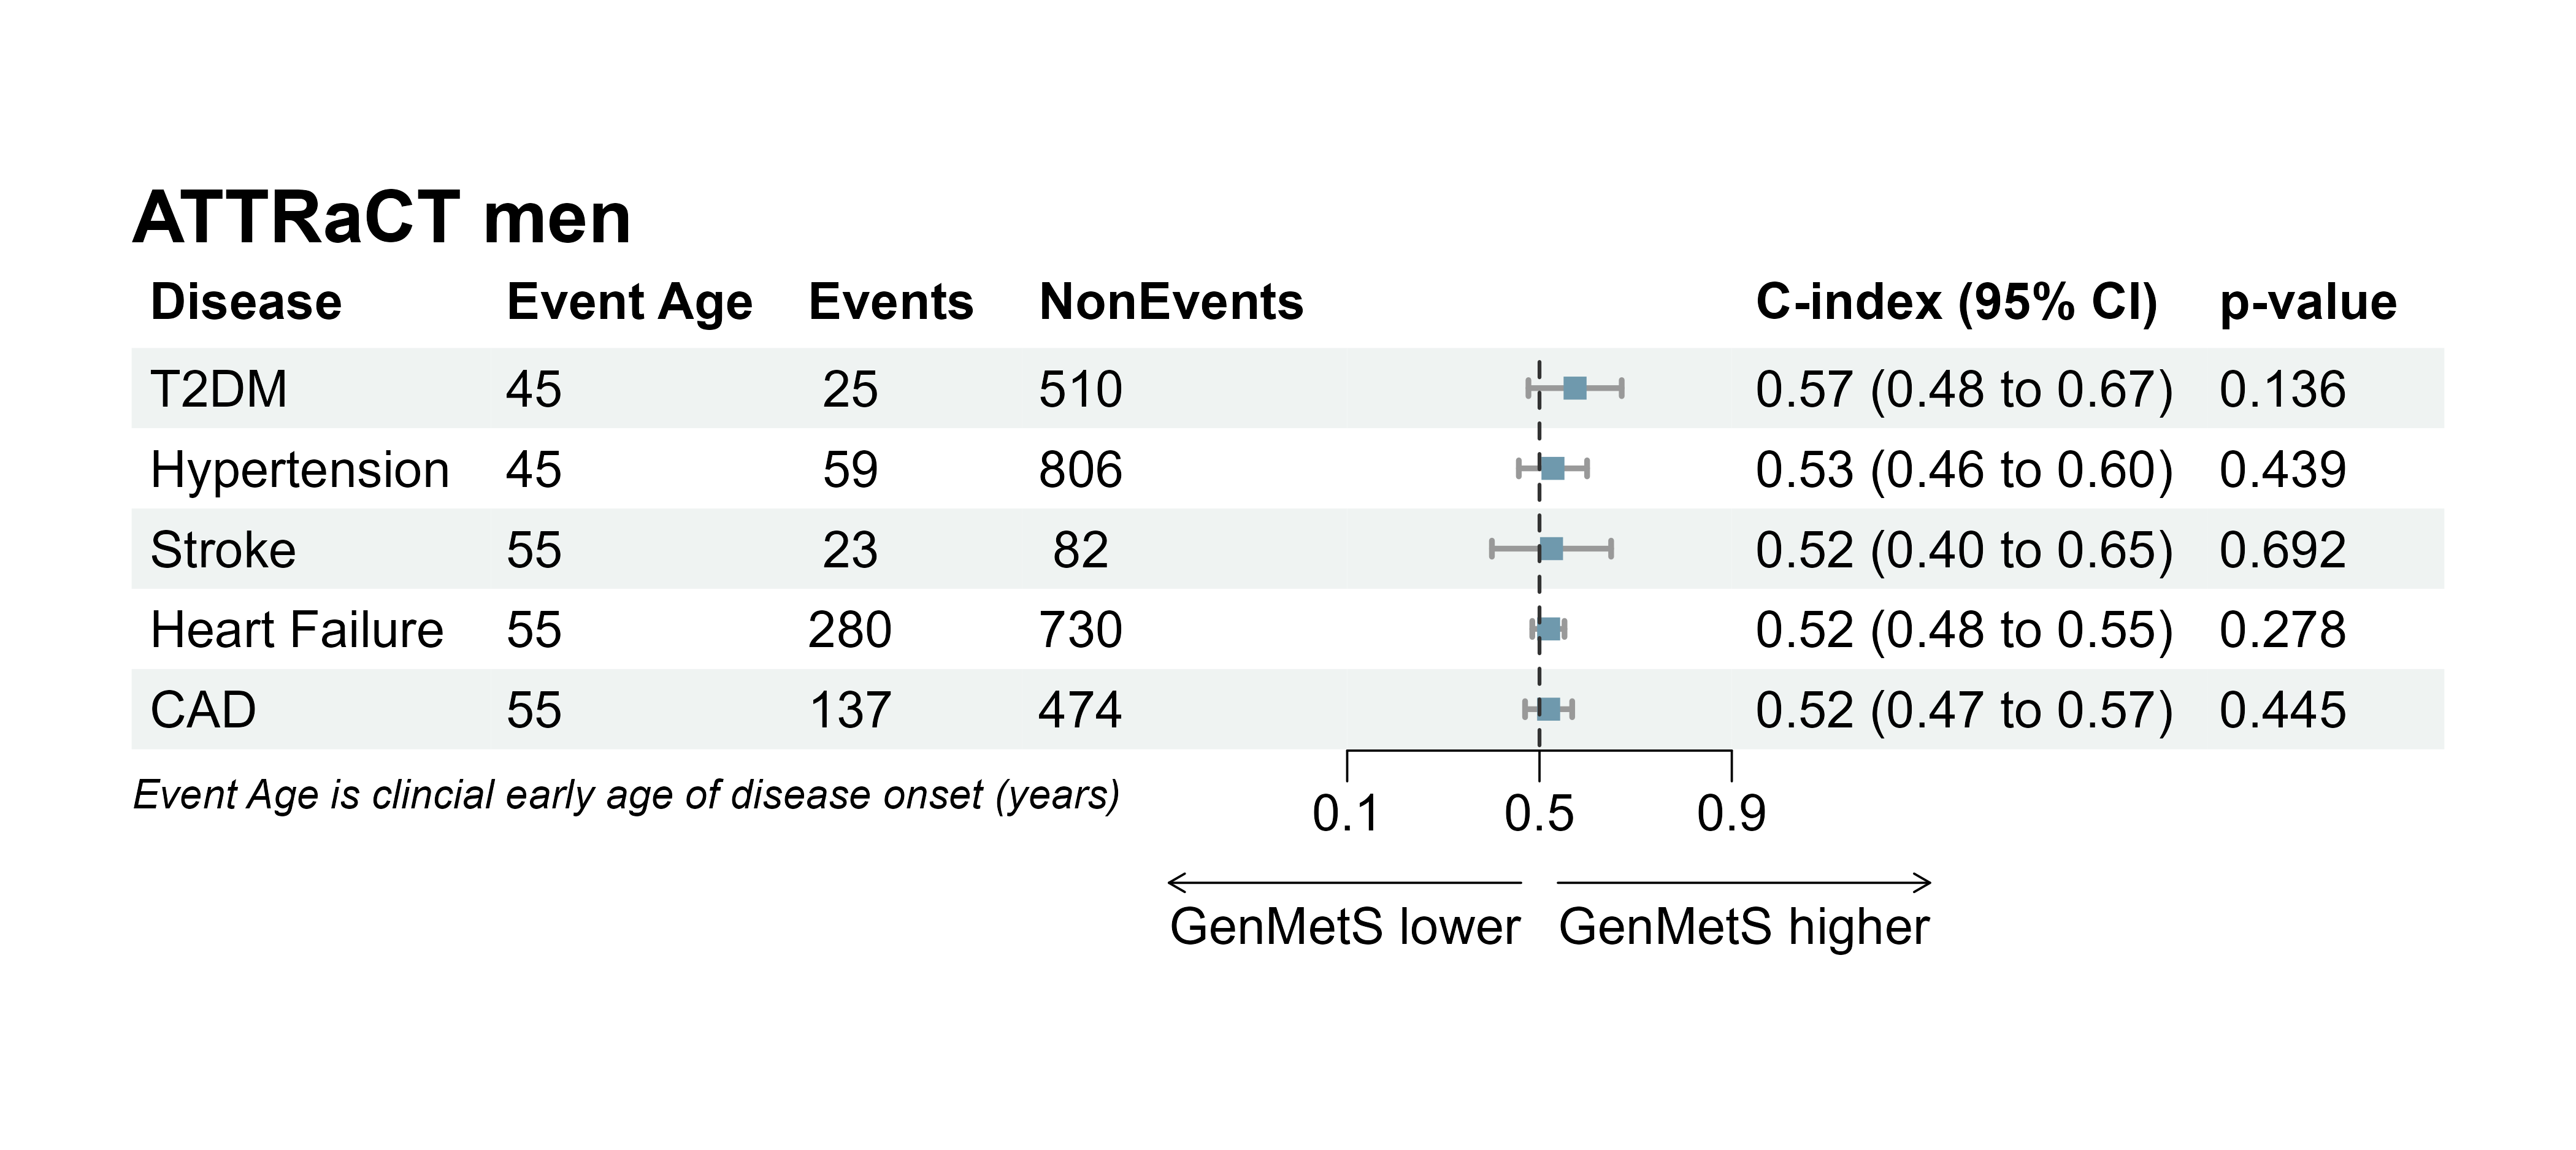 ATTRaCT men
Disease Event Age Events NonEvents C-index (95% CI) p-value
T2DM 45 25 510 0.57 (0.48 to 0.67) 0.136
Hypertension 45 59 806 0.53 (0.46 to 0.60) 0.439
Stroke 55 23 82 0.52 (0.40 to 0.65) 0.692
Heart Failure 55 280 730 0.52 (0.48 to 0.55) 0.278
CAD 55 137 474 0.52 (0.47 to 0.57) 0.445
Event Age is clincial early age of disease onset (years)
0.1 0.5 0.9
GenMetS lower GenMetS higher